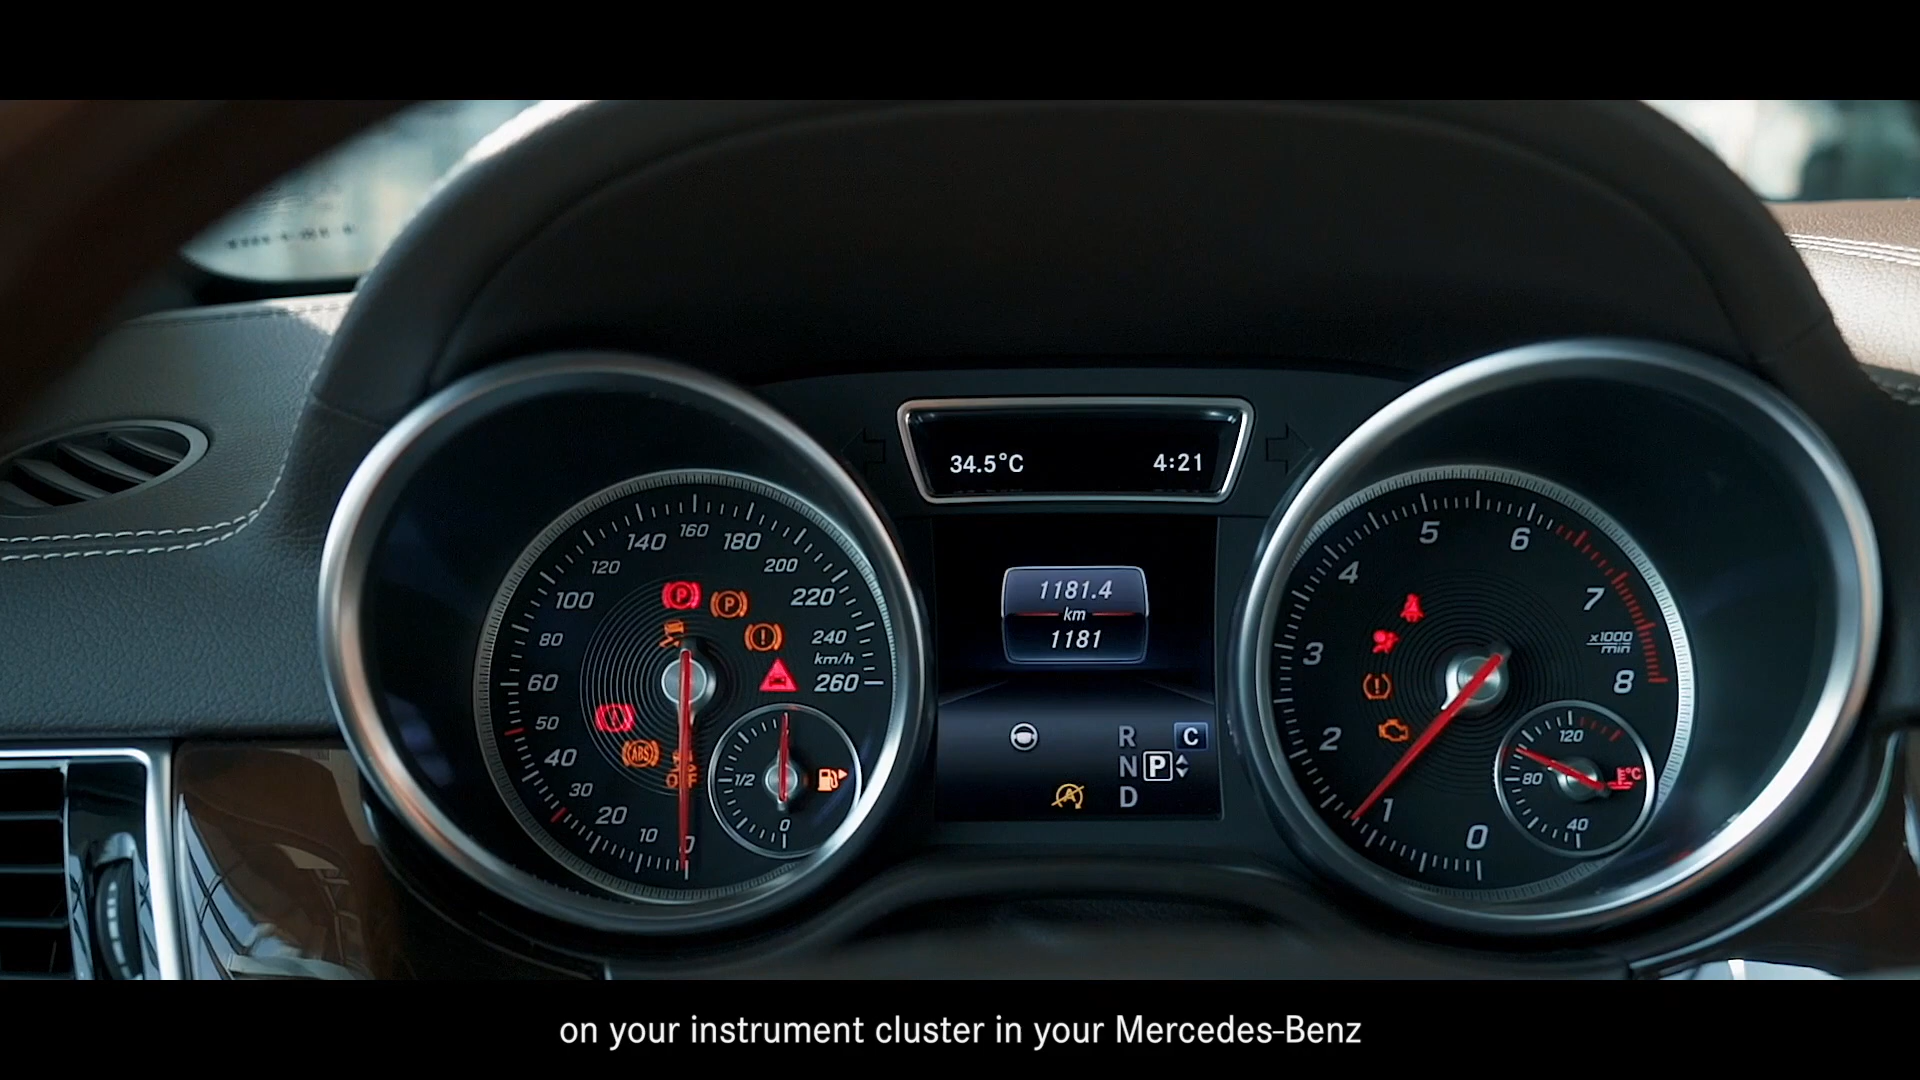 34.5°C 4:21
160
140 180
120 200
100 220
80 240
km/h
60 260
50
40
30
20
10
0
ABS
OFF
P
P
1/2
0
1181.4
km
1181
R C
N P
D
5 6
4 7
x1000
min
3 8
2
1
0
120
80 °C
40
on your instrument cluster in your Mercedes-Benz